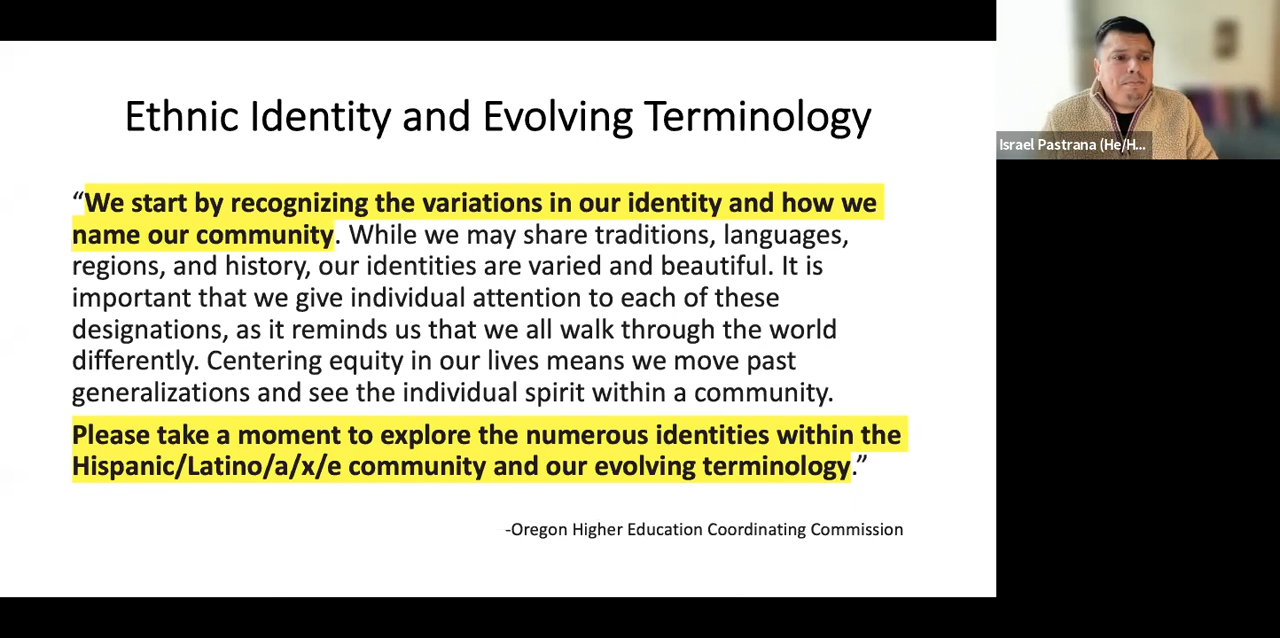 Ethnic Identity and Evolving Terminology
“We start by recognizing the variations in our identity and how we
name our community. While we may share traditions, languages,
regions, and history, our identities are varied and beautiful. It is
important that we give individual attention to each of these
designations, as it reminds us that we all walk through the world
differently. Centering equity in our lives means we move past
generalizations and see the individual spirit within a community.
Please take a moment to explore the numerous identities within the
Hispanic/Latino/a/x/e community and our evolving terminology.”
-Oregon Higher Education Coordinating Commission
Israel Pastrana (He/H...